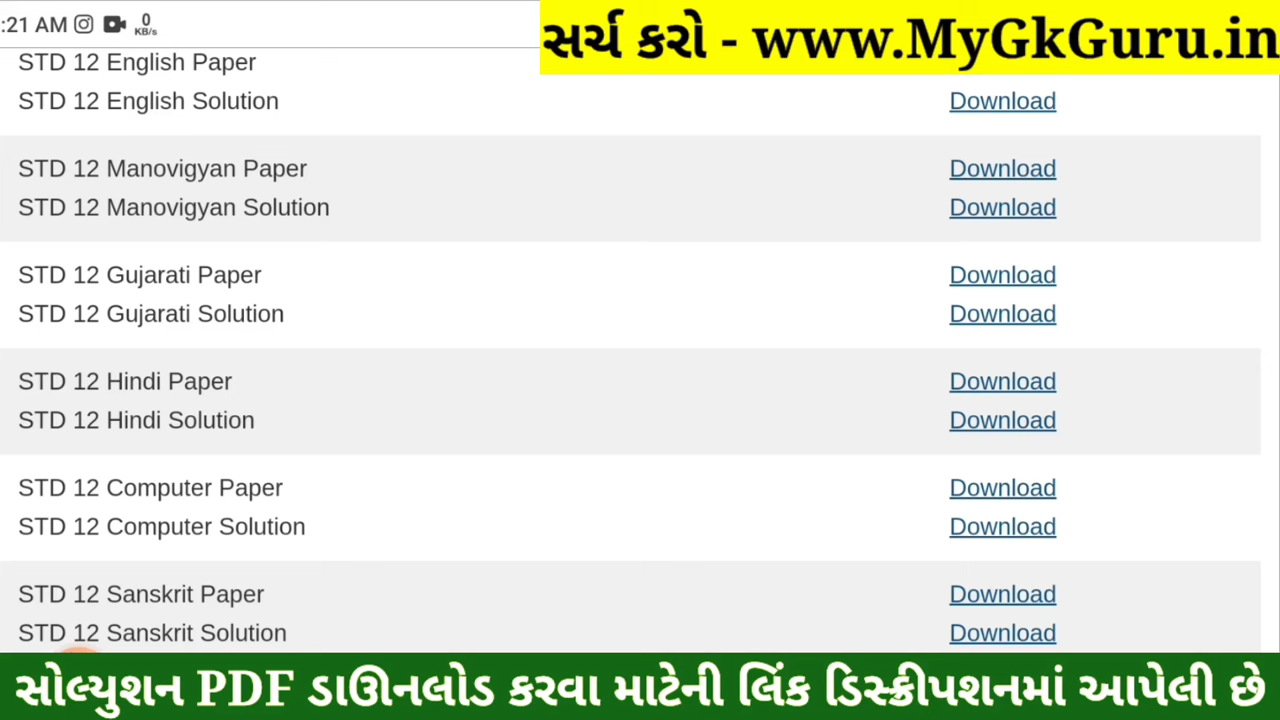 :21 AM 0 KB/s
સર્ચ કરો - www.MyGkGuru.in
STD 12 English Paper
STD 12 English Solution Download
STD 12 Manovigyan Paper Download
STD 12 Manovigyan Solution Download
STD 12 Gujarati Paper Download
STD 12 Gujarati Solution Download
STD 12 Hindi Paper Download
STD 12 Hindi Solution Download
STD 12 Computer Paper Download
STD 12 Computer Solution Download
STD 12 Sanskrit Paper Download
STD 12 Sanskrit Solution Download
સોલ્યુશન PDF ડાઊનલોડ કરવા માટેની લિંક ડિસ્ક્રીપશનમાં આપેલી છે